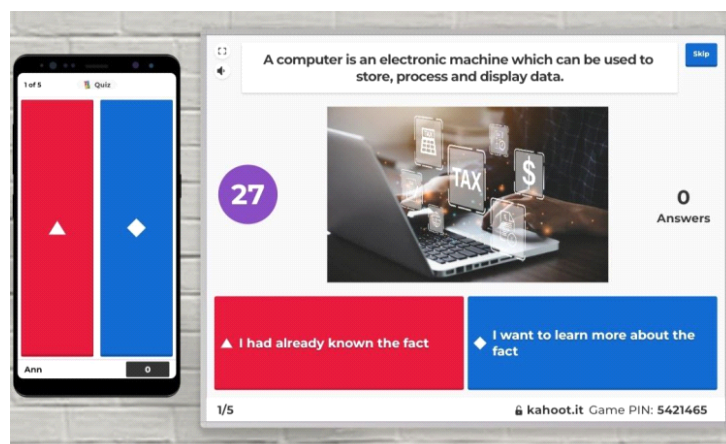 1 of 5
Quiz
Ann
0
A computer is an electronic machine which can be used to
store, process and display data.
Skip
27
TAX
$
0
Answers
I had already known the fact
I want to learn more about the
fact
1/5
kahoot.it Game PIN: 5421465